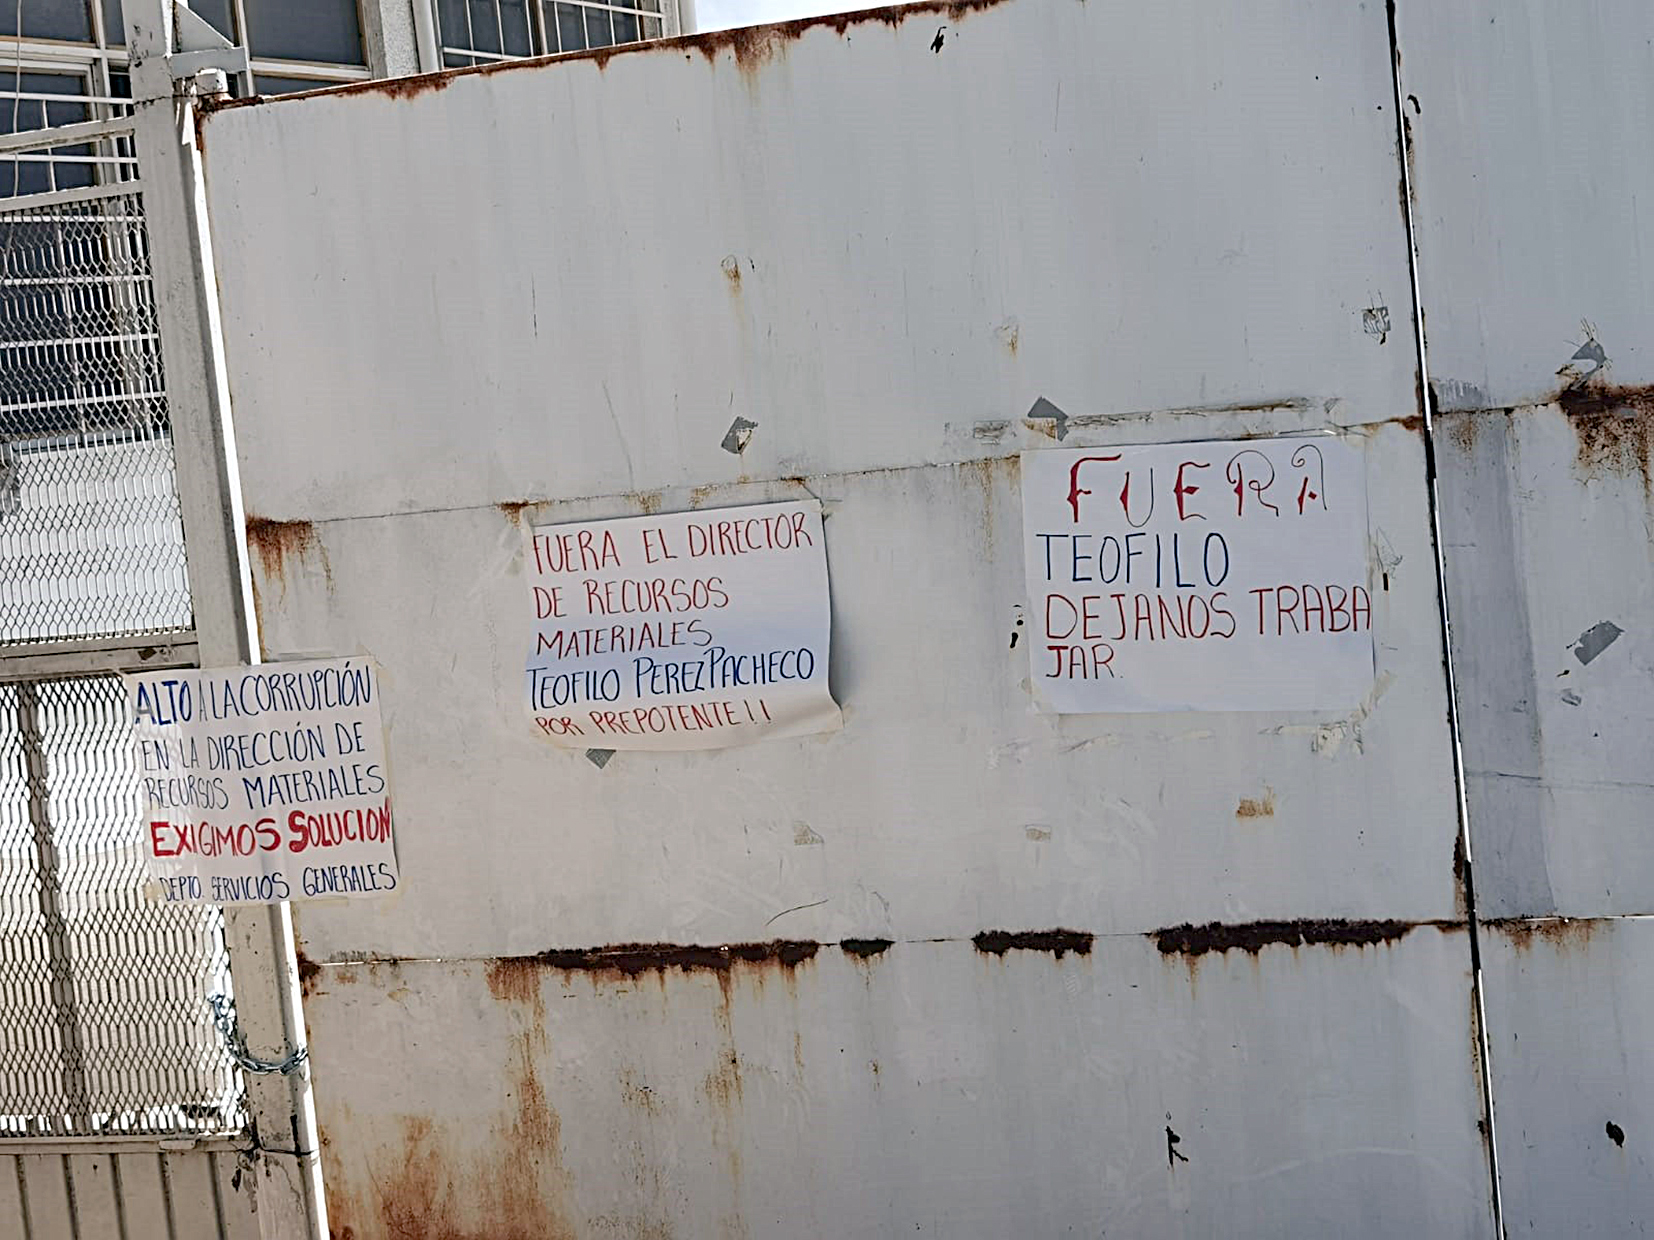 ALTO A LA CORRUPCIÓN
EN LA DIRECCIÓN DE
RECURSOS MATERIALES
EXIGIMOS SOLUCION
DEPTO. SERVICIOS GENERALES
FUERA EL DIRECTOR
DE RECURSOS
MATERIALES
TEOFILO PEREZ PACHECO
POR PREPOTENTE!!
FUERA
TEOFILO
DEJANOS TRABA
JAR.